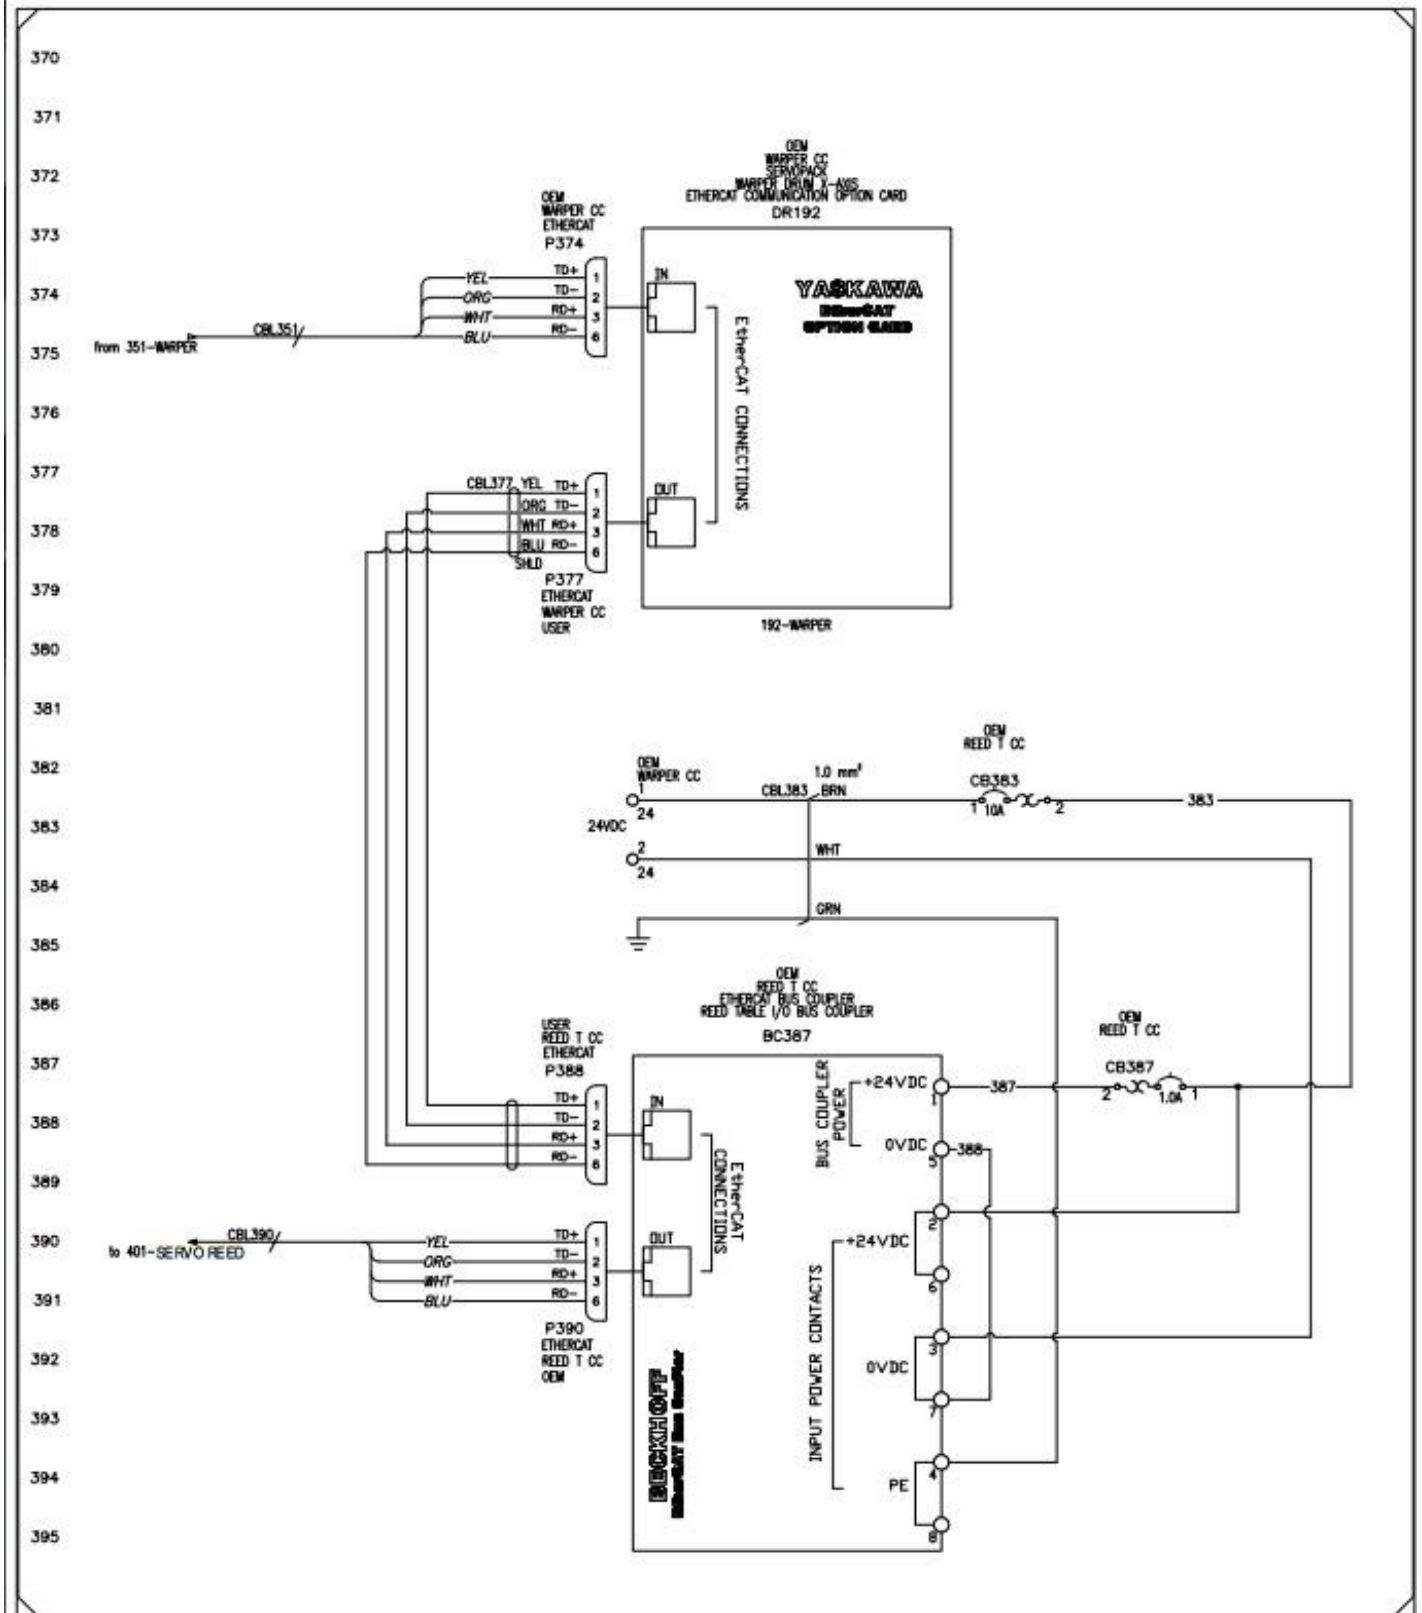 370
371
372
373
374
375
376
377
378
379
380
381
382
383
384
385
386
387
388
389
390
391
392
393
394
395
OEM
WARPER CC
SERVOPACK
WARPER DRUM X-AXIS
ETHERCAT COMMUNICATION OPTION CARD
DR192
OEM
WARPER CC
ETHERCAT
P374
YEL TD+ 1
ORG TD- 2
WHT RD+ 3
BLU RD- 6
CBL351
from 351-WARPER
IN
YASKAWA
EtherCAT
OPTION CARD
EtherCAT CONNECTIONS
CBL377 YEL TD+ 1
ORG TD- 2
WHT RD+ 3
BLU RD- 6
SHLD
OUT
P377
ETHERCAT
WARPER CC
USER
192-WARPER
OEM
REED T CC
CB383
1 10A 2
383
OEM
WARPER CC
1
24
24VDC
2
24
CBL383
1.0 mm²
BRN
WHT
GRN
OEM
REED T CC
ETHERCAT BUS COUPLER
REED TABLE I/O BUS COUPLER
BC387
USER
REED T CC
ETHERCAT
P388
TD+ 1
TD- 2
RD+ 3
RD- 6
IN
EtherCAT
CONNECTIONS
BUS COUPLER
POWER
+24VDC
1
387
OEM
REED T CC
CB387
2 1.0A 1
0VDC
5
388
CBL390
to 401-SERVO REED
YEL TD+ 1
ORG TD- 2
WHT RD+ 3
BLU RD- 6
OUT
P390
ETHERCAT
REED T CC
OEM
INPUT POWER CONTACTS
+24VDC
2
6
0VDC
3
7
PE
4
8
BECKHOFF
EtherCAT Bus Coupler